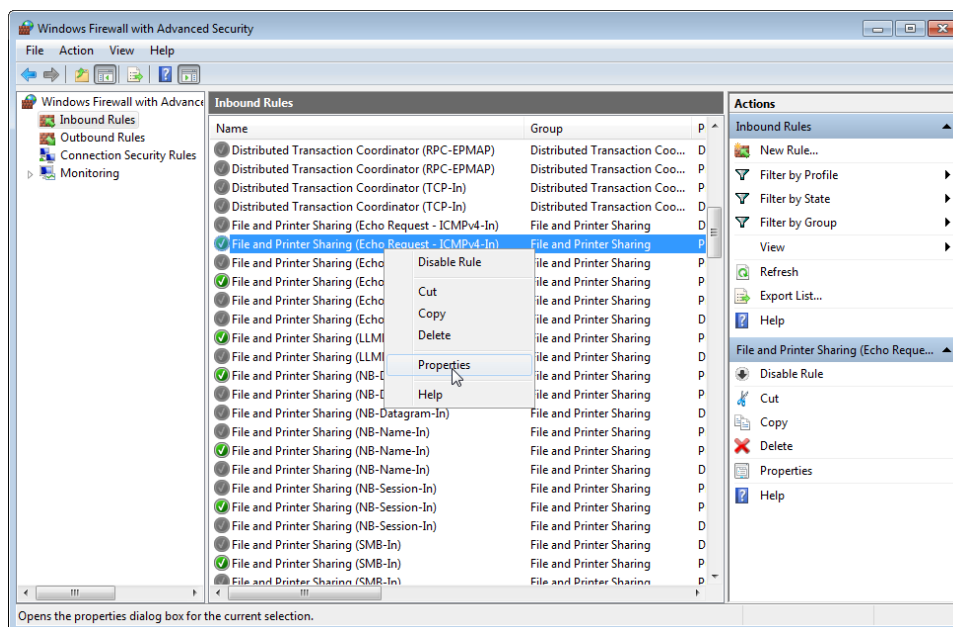 Windows Firewall with Advanced Security
File Action View Help
Windows Firewall with Advance
Inbound Rules
Outbound Rules
Connection Security Rules
Monitoring
Inbound Rules
Name Group P
Distributed Transaction Coordinator (RPC-EPMAP) Distributed Transaction Coo... D
Distributed Transaction Coordinator (RPC-EPMAP) Distributed Transaction Coo... P
Distributed Transaction Coordinator (TCP-In) Distributed Transaction Coo... P
Distributed Transaction Coordinator (TCP-In) Distributed Transaction Coo... D
File and Printer Sharing (Echo Request - ICMPv4-In) File and Printer Sharing D
File and Printer Sharing (Echo Request - ICMPv4-In) File and Printer Sharing P
File and Printer Sharing (Echo File and Printer Sharing P
File and Printer Sharing (Echo File and Printer Sharing P
File and Printer Sharing (Echo File and Printer Sharing P
File and Printer Sharing (Echo File and Printer Sharing D
File and Printer Sharing (LLM File and Printer Sharing P
File and Printer Sharing (LLM File and Printer Sharing D
File and Printer Sharing (NB-D File and Printer Sharing P
File and Printer Sharing (NB-D File and Printer Sharing P
File and Printer Sharing (NB-Datagram-In) File and Printer Sharing D
File and Printer Sharing (NB-Name-In) File and Printer Sharing P
File and Printer Sharing (NB-Name-In) File and Printer Sharing P
File and Printer Sharing (NB-Name-In) File and Printer Sharing D
File and Printer Sharing (NB-Session-In) File and Printer Sharing P
File and Printer Sharing (NB-Session-In) File and Printer Sharing P
File and Printer Sharing (NB-Session-In) File and Printer Sharing D
File and Printer Sharing (SMB-In) File and Printer Sharing D
File and Printer Sharing (SMB-In) File and Printer Sharing P
File and Printer Sharing (SMB-In) File and Printer Sharing P
Disable Rule
Cut
Copy
Delete
Properties
Help
Actions
Inbound Rules
New Rule...
Filter by Profile
Filter by State
Filter by Group
View
Refresh
Export List...
Help
File and Printer Sharing (Echo Reque...
Disable Rule
Cut
Copy
Delete
Properties
Help
Opens the properties dialog box for the current selection.